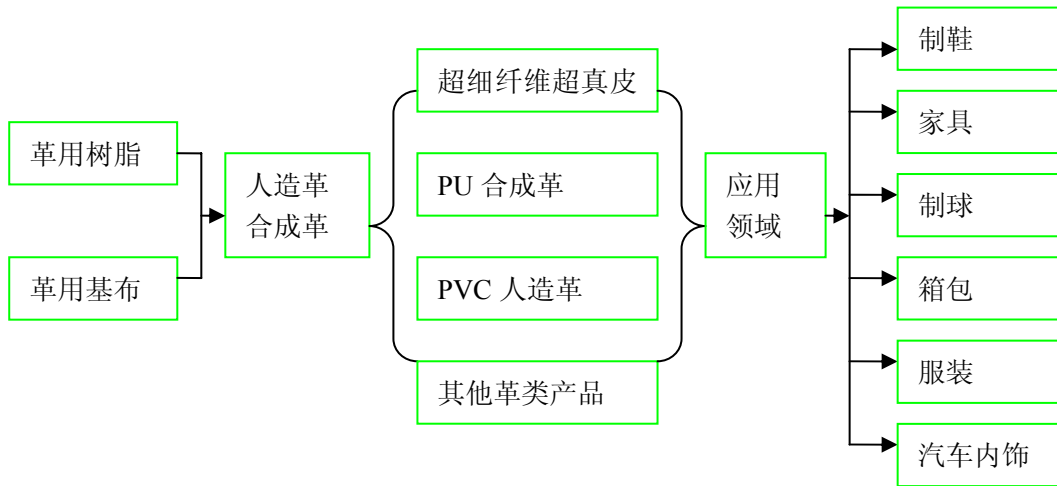 革用树脂
革用基布
人造革
合成革
超细纤维超真皮
PU 合成革
PVC 人造革
其他革类产品
应用
领域
制鞋
家具
制球
箱包
服装
汽车内饰